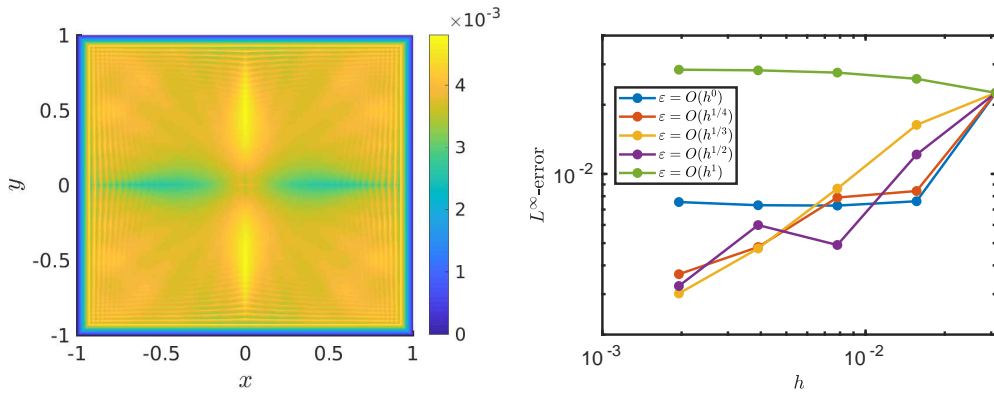 ×10⁻³
1
0.5
0
-0.5
-1
y
-1
-0.5
0
0.5
1
x
4
3
2
1
0
L^∞-error
10⁻²
ε = O(h⁰)
ε = O(h^{1/4})
ε = O(h^{1/3})
ε = O(h^{1/2})
ε = O(h¹)
10⁻³
10⁻²
h